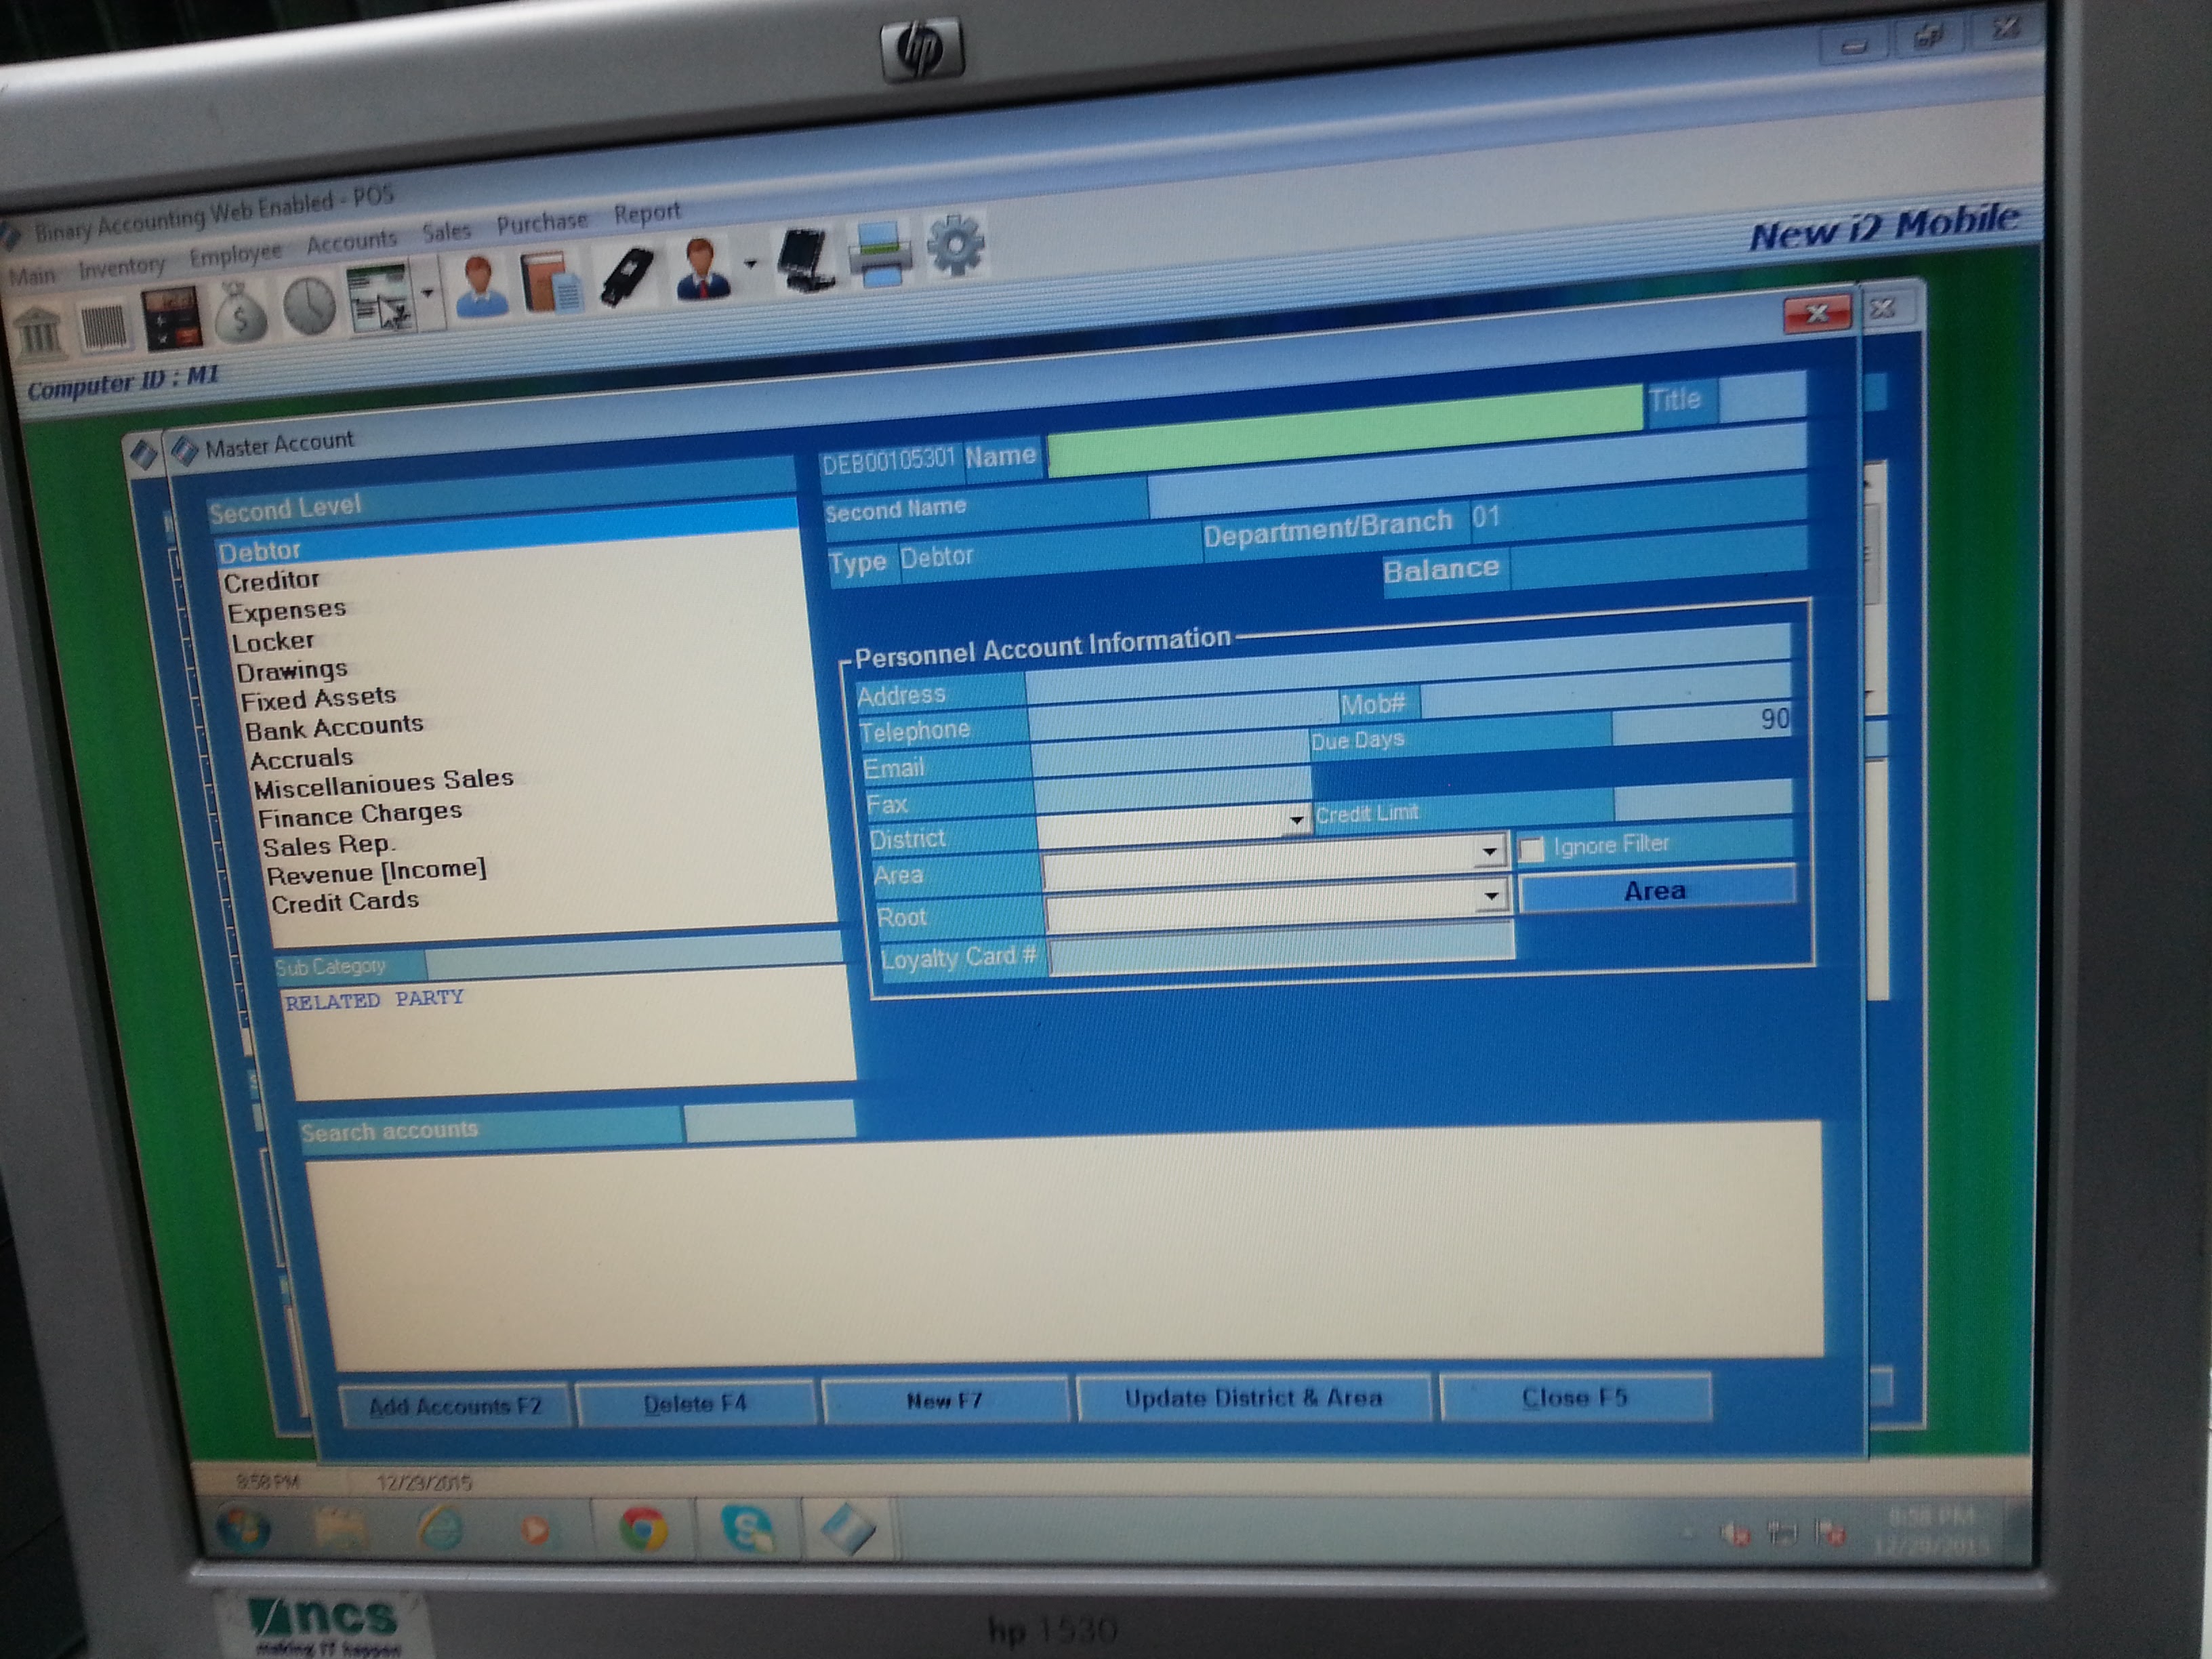 hp
Binary Accounting Web Enabled - POS
Main Inventory Employee Accounts Sales Purchase Report
New i2 Mobile
Computer ID : M1
Master Account
Second Level
Debtor
Creditor
Expenses
Locker
Drawings
Fixed Assets
Bank Accounts
Accruals
Miscellanioues Sales
Finance Charges
Sales Rep.
Revenue [Income]
Credit Cards
Sub Category
RELATED PARTY
DEB00105301 Name Title
Second Name
Type Debtor Department/Branch 01
Balance
Personnel Account Information
Address
Telephone Mob#
Email Due Days 90
Fax
District Credit Limit
Area Ignore Filter
Root Area
Loyalty Card #
Search accounts
Add Accounts F2 Delete F4 New F7 Update District & Area Close F5
8:58 PM 12/29/2015
8:58 PM
12/29/2015
ncs
making IT happen
hp 1530